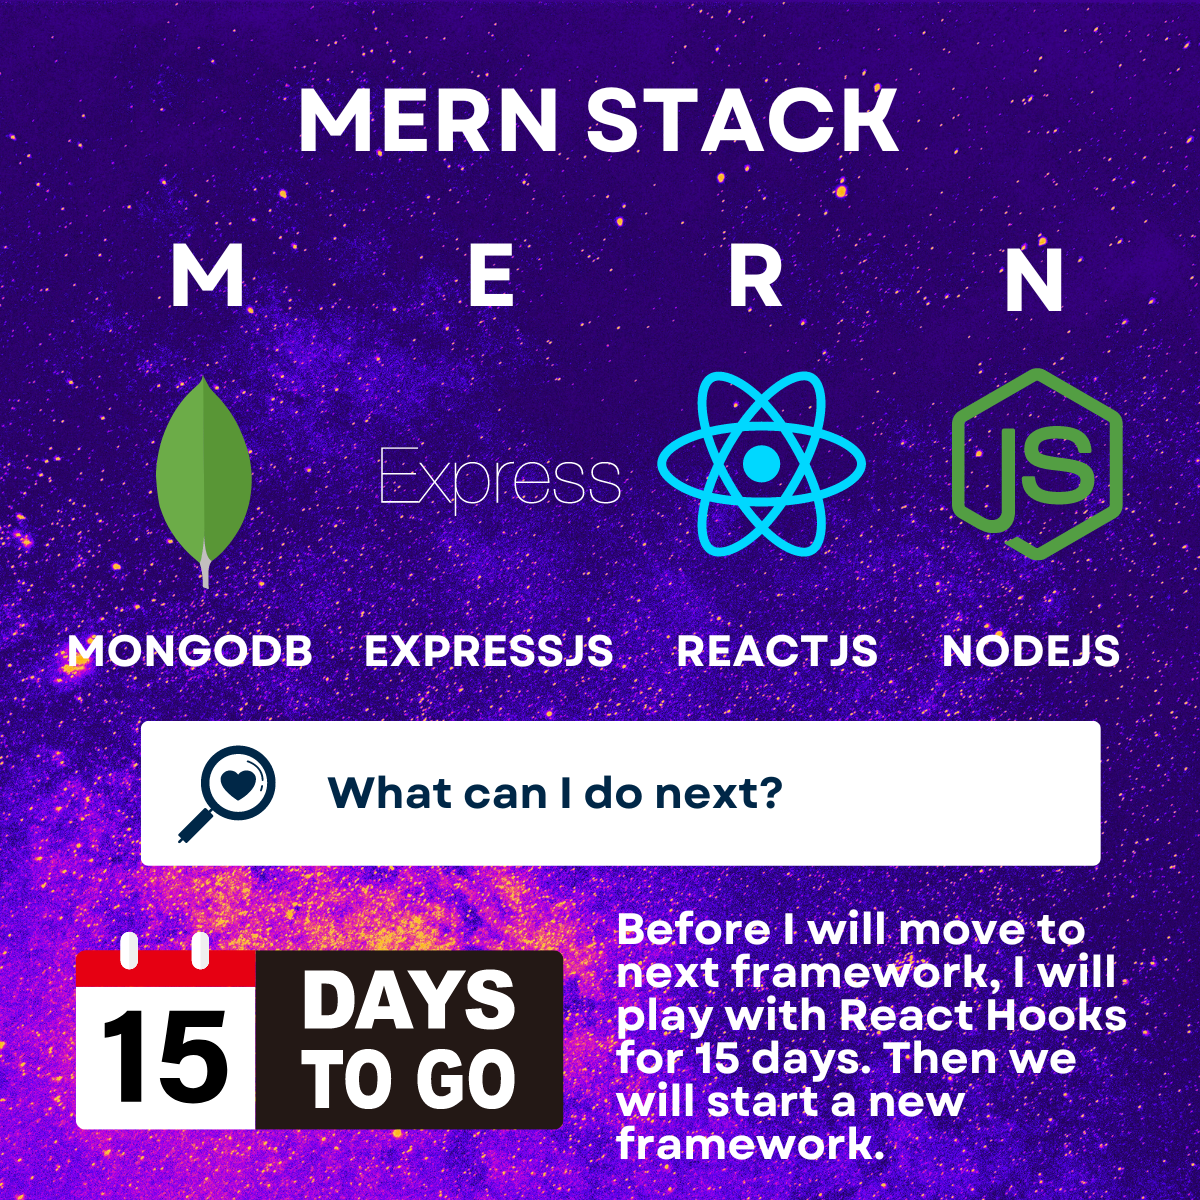 MERN STACK
M E R N
Express
JS
MONGODB EXPRESSJS REACTJS NODEJS
What can I do next?
15
DAYS
TO GO
Before I will move to
next framework, I will
play with React Hooks
for 15 days. Then we
will start a new
framework.